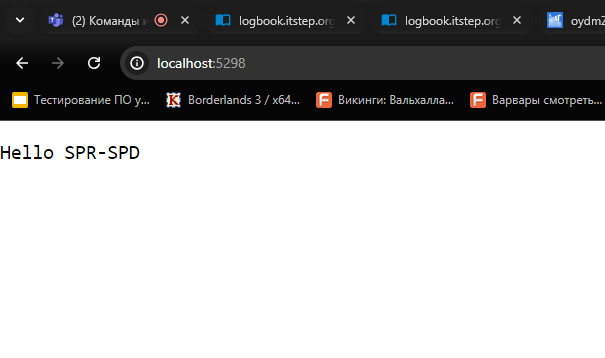 (2) Команды и
logbook.itstep.org
logbook.itstep.org
localhost:5298
Тестирование ПО у...
Borderlands 3 / x64...
Викинги: Вальхалла...
Варвары смотреть...
Hello SPR-SPD